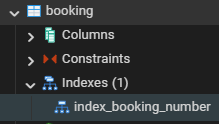 booking
Columns
Constraints
Indexes (1)
index_booking_number